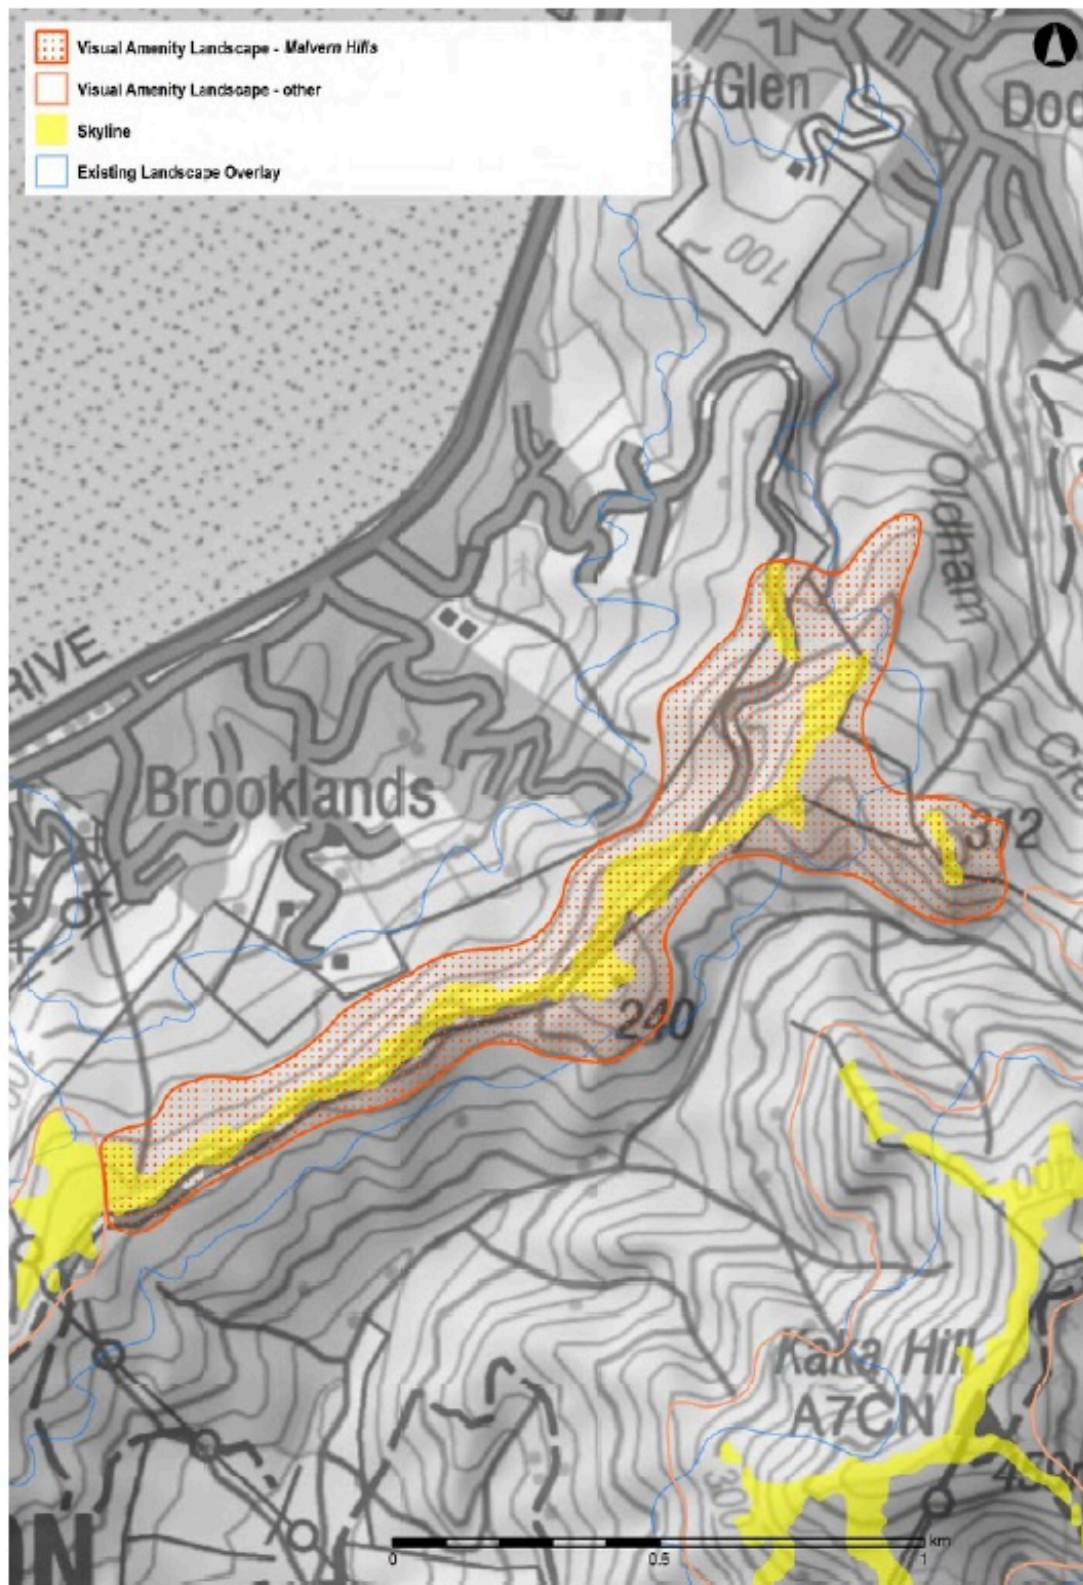 Visual Amenity Landscape - Malvern Hills
Visual Amenity Landscape - other
Skyline
Existing Landscape Overlay
Glen
100
Oldham
RIVE
Brooklands
312
240
400
Kaka Hill
A7CN
300
km
0
0.5
1